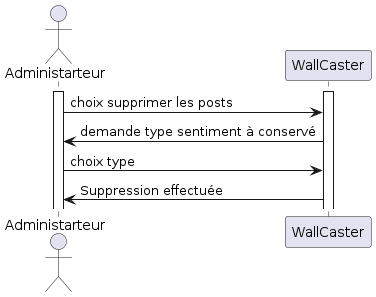 Administarteur
WallCaster
choix supprimer les posts
demande type sentiment à conservé
choix type
Suppression effectuée
Administarteur
WallCaster